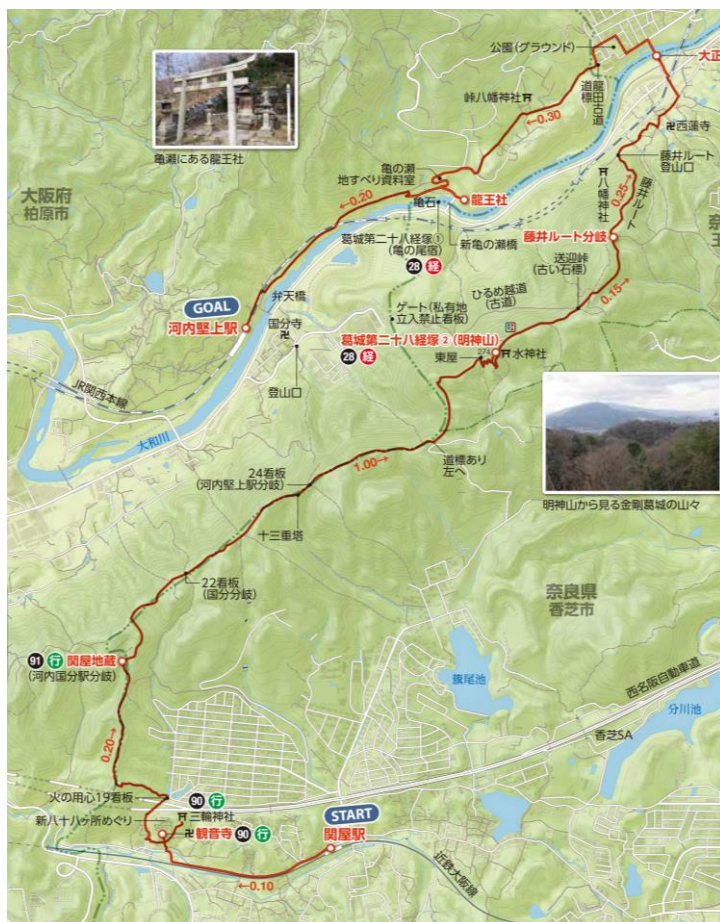 公園(グラウンド)
大正
龍田古道
道標
峠八幡神社
←0.30
卍西蓮寺
藤井ルート
登山口
亀瀬にある龍王社
大阪府
柏原市
亀の瀬
地すべり資料室
←0.20
龍王社
亀石
八幡神社
0.25→
藤井ルート
奈
王
葛城第二十八経塚①
(亀の尾宿)
28 経
新亀の瀬橋
藤井ルート分岐
送迎峠
(古い石標)
0.15→
ひるめ越道
(古道)
GOAL
河内堅上駅
弁天橋
国分寺
卍
ゲート(私有地
立入禁止看板)
葛城第二十八経塚2(明神山)
28 経
東屋
274
水神社
登山口
JR関西本線
大和川
24看板
(河内堅上駅分岐)
1.00→
道標あり
左へ
明神山から見る金剛葛城の山々
十三重塔
22看板
(国分分岐)
奈良県
香芝市
91 行 関屋地蔵
(河内国分駅分岐)
旗尾池
西名阪自動車道
分川池
香芝SA
0.20→
火の用心19看板
90 行
三輪神社
新八十八ヶ所めぐり
卍観音寺 90 行
START
関屋駅
←0.10
近鉄大阪線